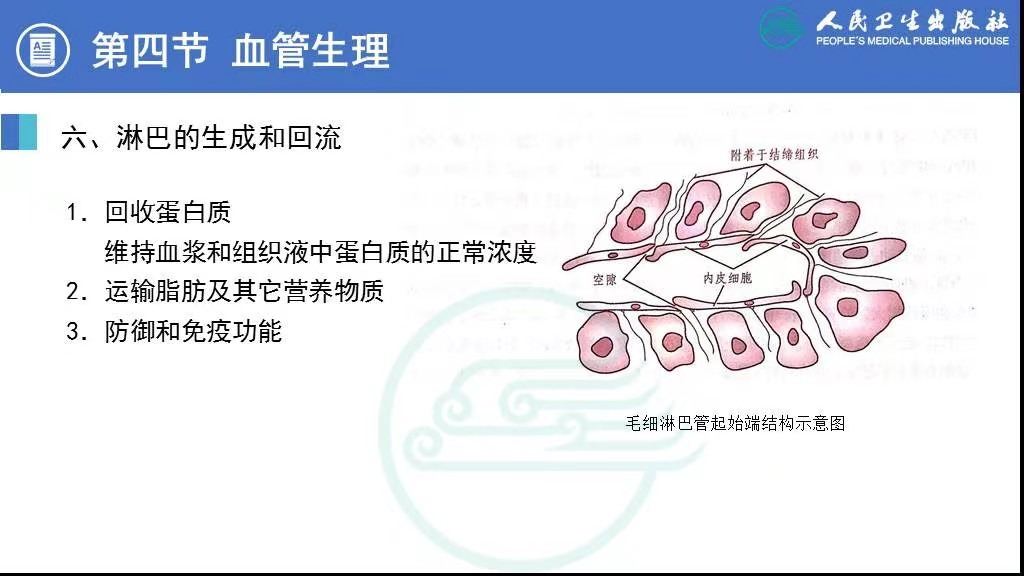 第四节 血管生理
人民卫生出版社
PEOPLE'S MEDICAL PUBLISHING HOUSE
六、淋巴的生成和回流
1. 回收蛋白质
维持血浆和组织液中蛋白质的正常浓度
2. 运输脂肪及其它营养物质
3. 防御和免疫功能
附着于结缔组织
空隙
内皮细胞
毛细淋巴管起始端结构示意图